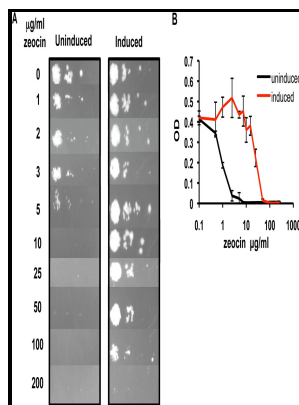 A
µg/ml
zeocin
Uninduced
Induced
0
1
2
3
5
10
25
50
100
200
B
uninduced
induced
0.7
0.6
0.5
0.4
0.3
0.2
0.1
0
OD
0.1 1 10 100 1000
zeocin µg/ml